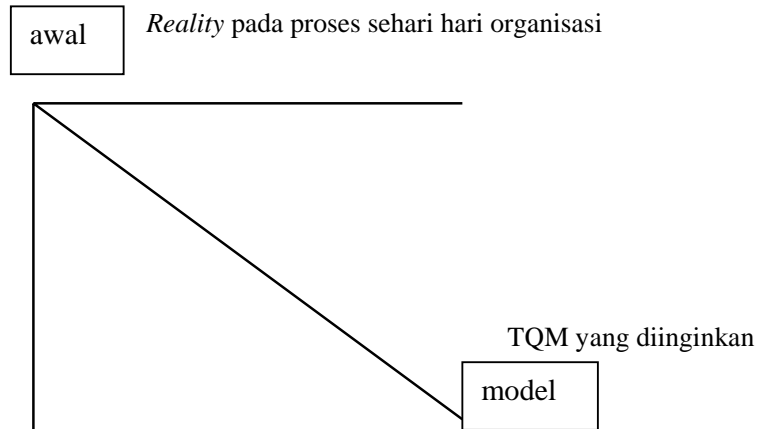 awal
Reality pada proses sehari hari organisasi
TQM yang diinginkan
model